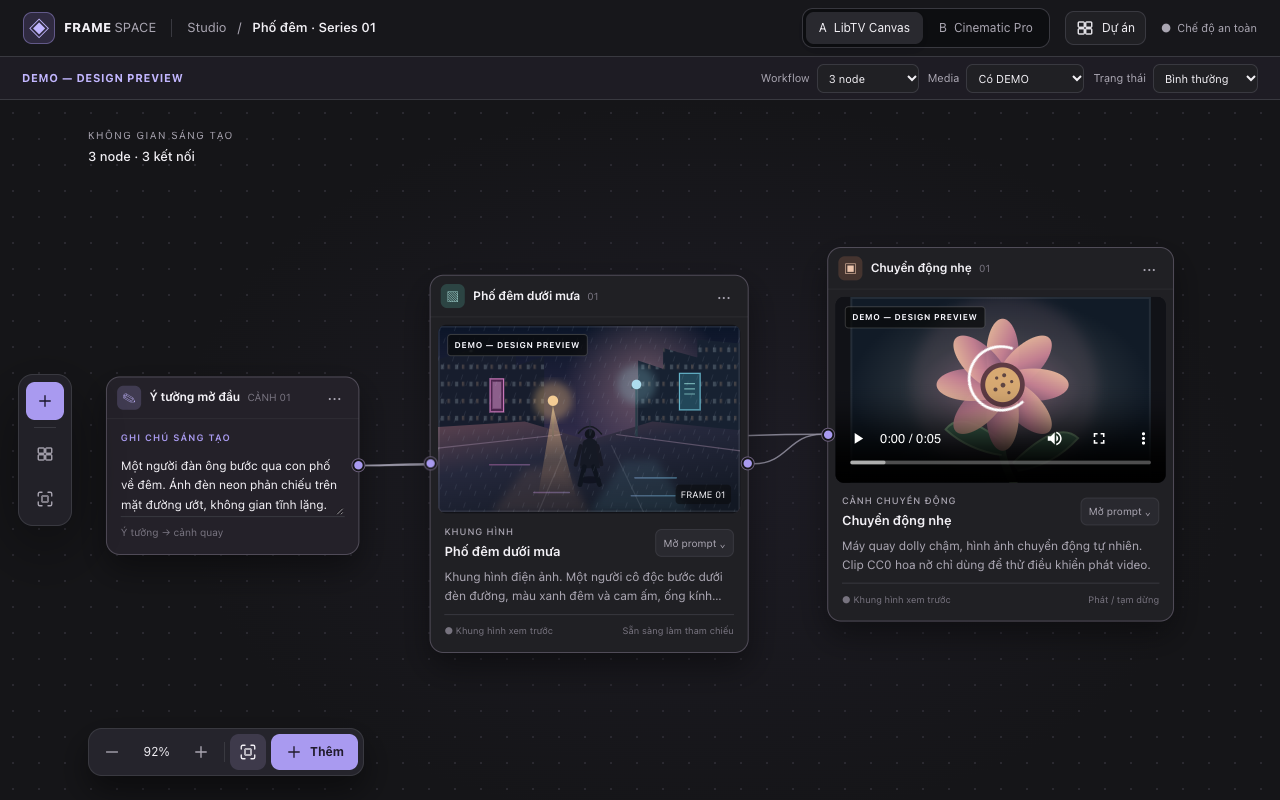 FRAME SPACE
Studio / Phố đêm · Series 01
A LibTV Canvas
B Cinematic Pro
Dự án
Chế độ an toàn
DEMO — DESIGN PREVIEW
Workflow 3 node
Media Có DEMO
Trạng thái Bình thường
KHÔNG GIAN SÁNG TẠO
3 node · 3 kết nối
Ý tưởng mở đầu CẢNH 01
GHI CHÚ SÁNG TẠO
Một người đàn ông bước qua con phố
về đêm. Ánh đèn neon phản chiếu trên
mặt đường ướt, không gian tĩnh lặng.
Ý tưởng → cảnh quay
Phố đêm dưới mưa 01
DEMO — DESIGN PREVIEW
FRAME 01
KHUNG HÌNH
Phố đêm dưới mưa
Mở prompt
Khung hình điện ảnh. Một người cô độc bước dưới
đèn đường, màu xanh đêm và cam ấm, ống kính...
Khung hình xem trước
Sẵn sàng làm tham chiếu
Chuyển động nhẹ 01
DEMO — DESIGN PREVIEW
0:00 / 0:05
CẢNH CHUYỂN ĐỘNG
Chuyển động nhẹ
Mở prompt
Máy quay dolly chậm, hình ảnh chuyển động tự nhiên.
Clip CC0 hoa nở chỉ dùng để thử điều khiển phát video.
Khung hình xem trước
Phát / tạm dừng
92%
Thêm